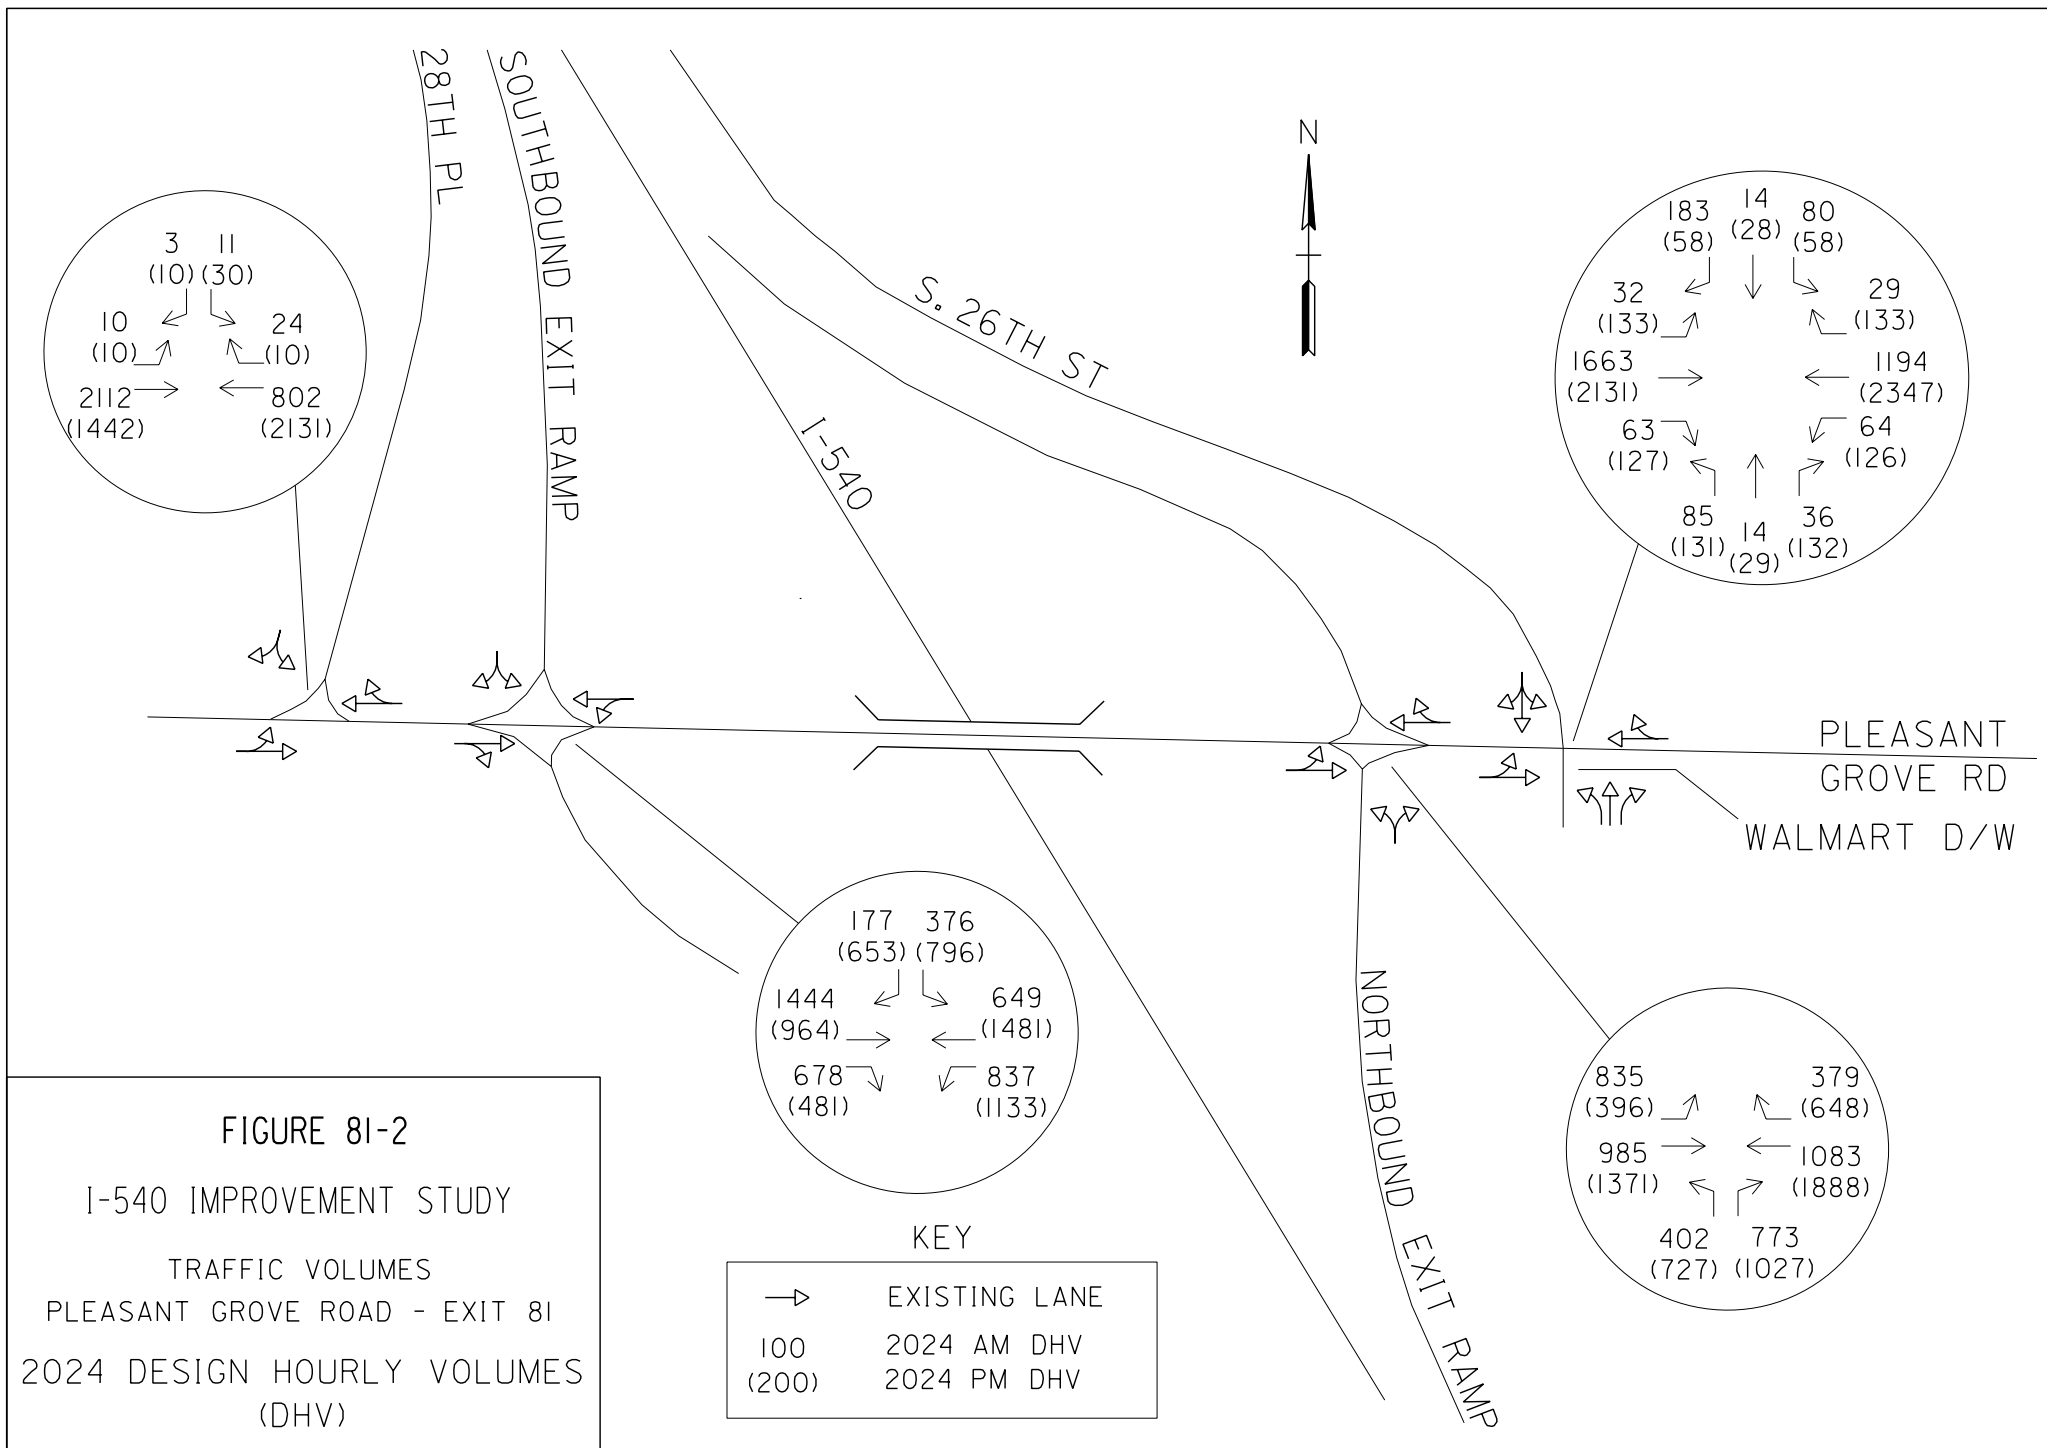 28TH PL
SOUTHBOUND EXIT RAMP
I-540
S. 26TH ST
N
3 11
(10) (30)
10 24
(10) (10)
2112 802
(1442) (2131)
183 14 80
(58) (28) (58)
32 29
(133) (133)
1663 1194
(2131) (2347)
63 64
(127) (126)
85 14 36
(131) (29) (132)
PLEASANT
GROVE RD
WALMART D/W
177 376
(653) (796)
1444 649
(964) (1481)
678 837
(481) (1133)
NORTHBOUND EXIT RAMP
835 379
(396) (648)
985 1083
(1371) (1888)
402 773
(727) (1027)
FIGURE 81-2
I-540 IMPROVEMENT STUDY
TRAFFIC VOLUMES
PLEASANT GROVE ROAD - EXIT 81
2024 DESIGN HOURLY VOLUMES
(DHV)
KEY
EXISTING LANE
100 2024 AM DHV
(200) 2024 PM DHV